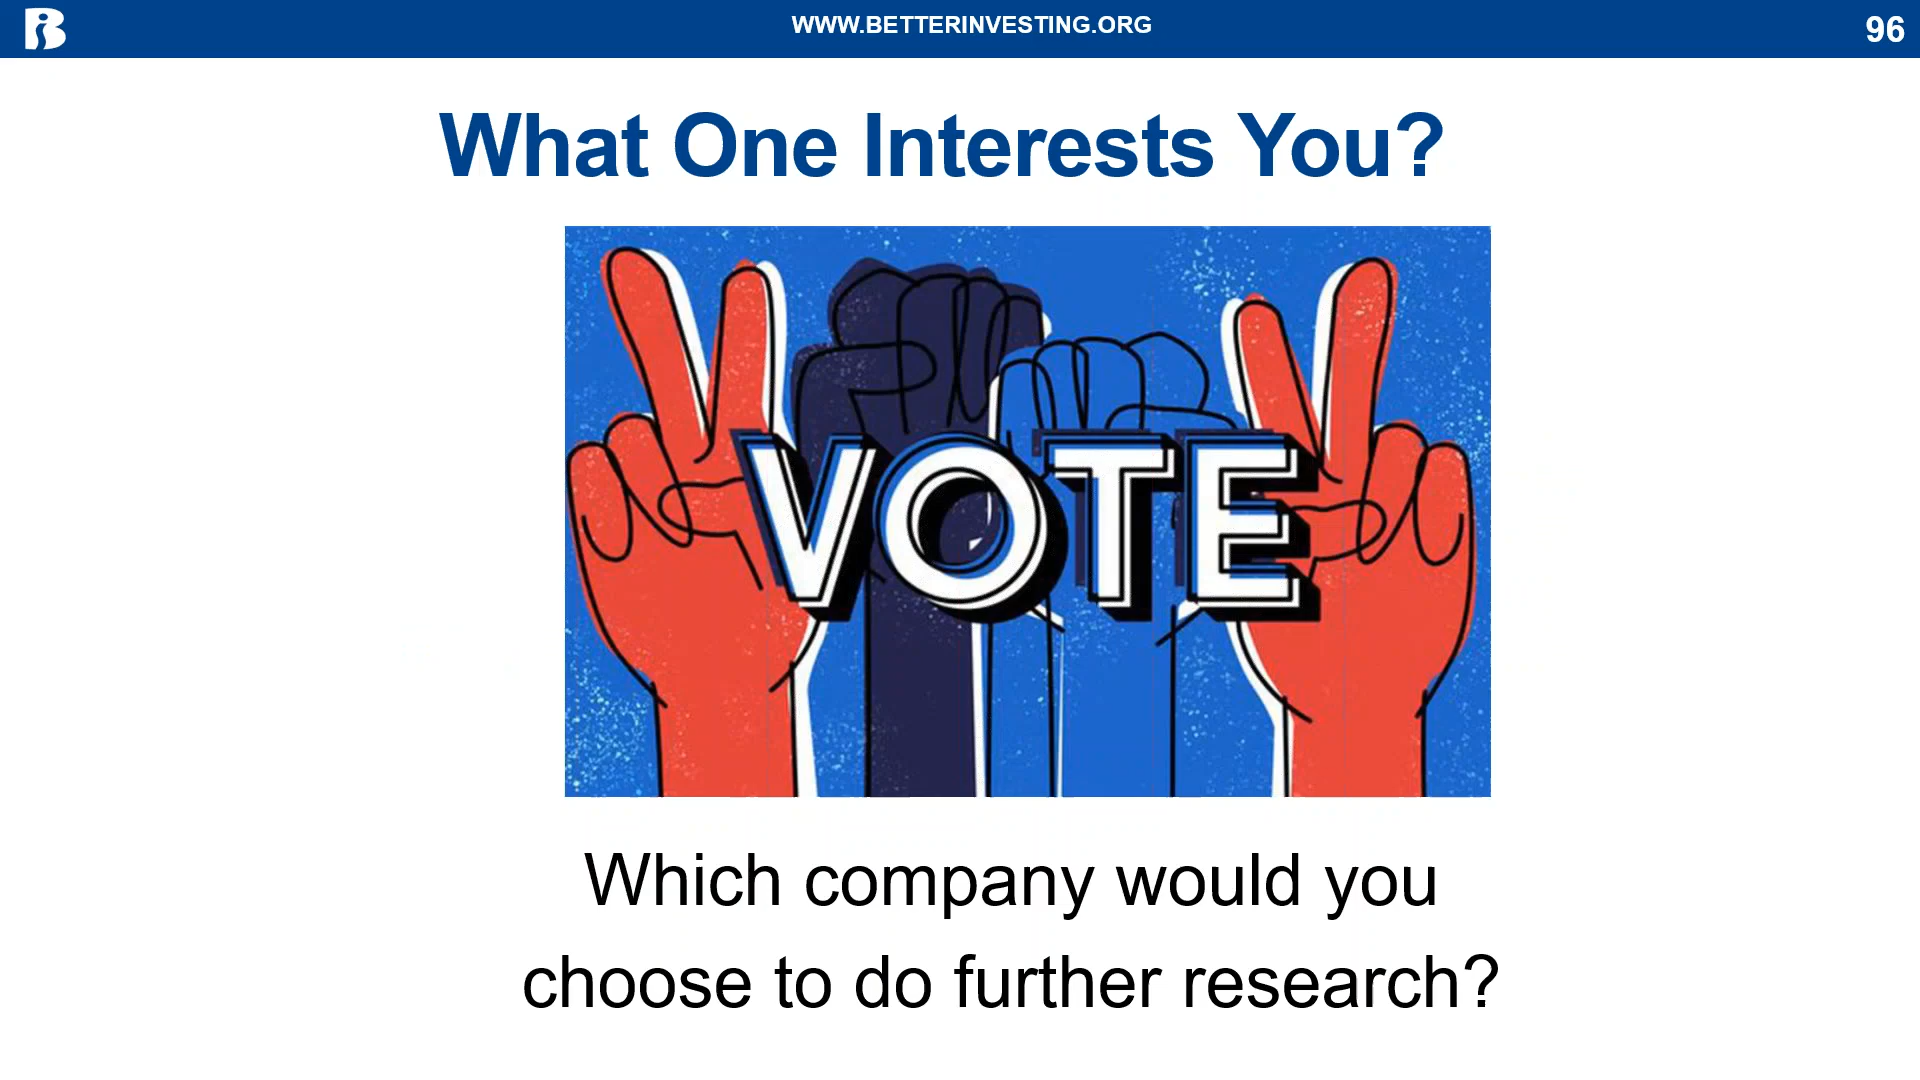 WWW.BETTERINVESTING.ORG
96
What One Interests You?
VOTE
Which company would you
choose to do further research?